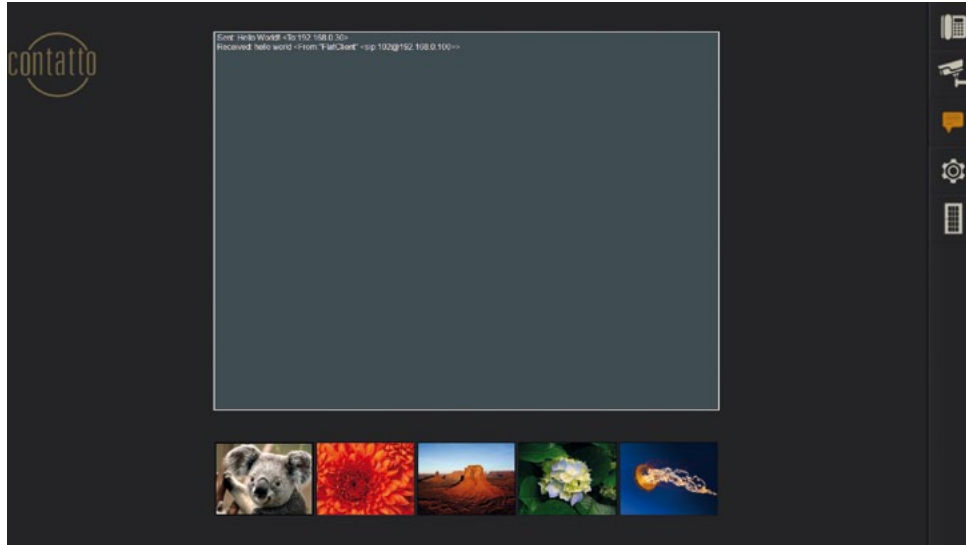 contatto
Sent: Hello World! <To:192.168.0.30>
Received: hello world <From:"FlatClient" <sip:102@192.168.0.100>>